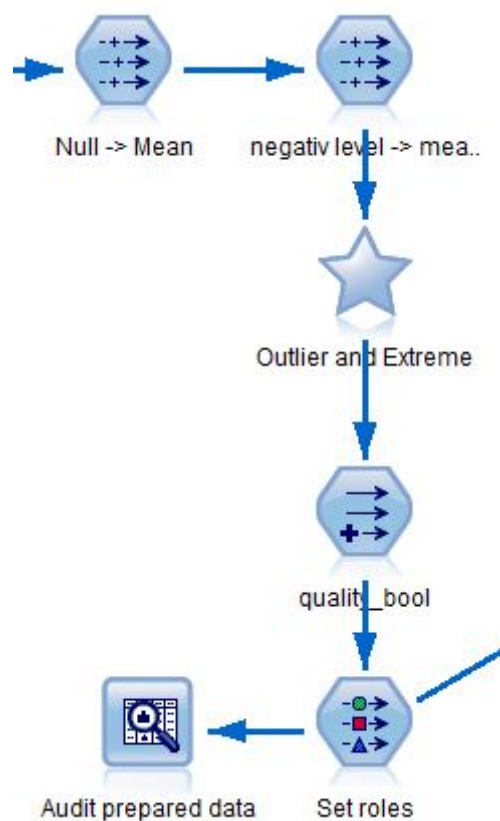 Null -> Mean
negativ level -> mea..
Outlier and Extreme
quality_bool
Audit prepared data
Set roles